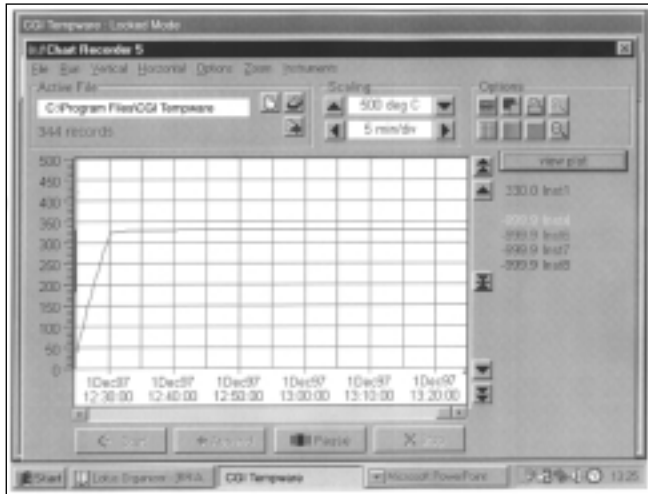 CGI Tempware : Locked Mode
Chart Recorder 5
File Run Vertical Horizontal Options Zoom Instruments
Active File
C:\Program Files\CGI Tempware
344 records
Scaling
500 deg C
5 min/div
Options
view plot
500
450
400
350
300
250
200
150
100
50
0
330.0 Inst1
-999.9 Inst4
-999.9 Inst6
-999.9 Inst7
-999.9 Inst8
1Dec97 1Dec97 1Dec97 1Dec97 1Dec97 1Dec97
12:30:00 12:40:00 12:50:00 13:00:00 13:10:00 13:20:00
Start
Pause
Stop
Start
Lotus Organizer -
CGI Tempware
Microsoft PowerPoint
13:25